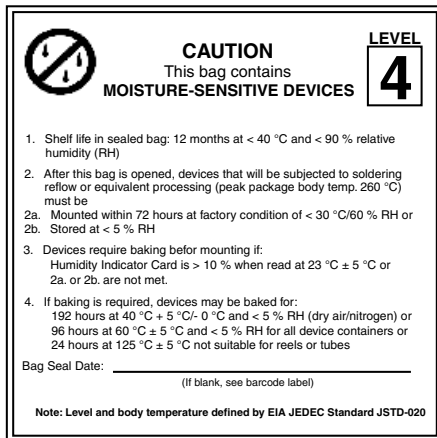 LEVEL
CAUTION
4
This bag contains
MOISTURE-SENSITIVE DEVICES
1. Shelf life in sealed bag: 12 months at < 40 °C and < 90 % relative
humidity (RH)
2. After this bag is opened, devices that will be subjected to soldering
reflow or equivalent processing (peak package body temp. 260 °C)
must be
2a. Mounted within 72 hours at factory condition of < 30 °C/60 % RH or
2b. Stored at < 5 % RH
3. Devices require baking befor mounting if:
Humidity Indicator Card is > 10 % when read at 23 °C ± 5 °C or
2a. or 2b. are not met.
4. If baking is required, devices may be baked for:
192 hours at 40 °C + 5 °C/- 0 °C and < 5 % RH (dry air/nitrogen) or
96 hours at 60 °C ± 5 °C and < 5 % RH for all device containers or
24 hours at 125 °C ± 5 °C not suitable for reels or tubes
Bag Seal Date:
(If blank, see barcode label)
Note: Level and body temperature defined by EIA JEDEC Standard JSTD-020